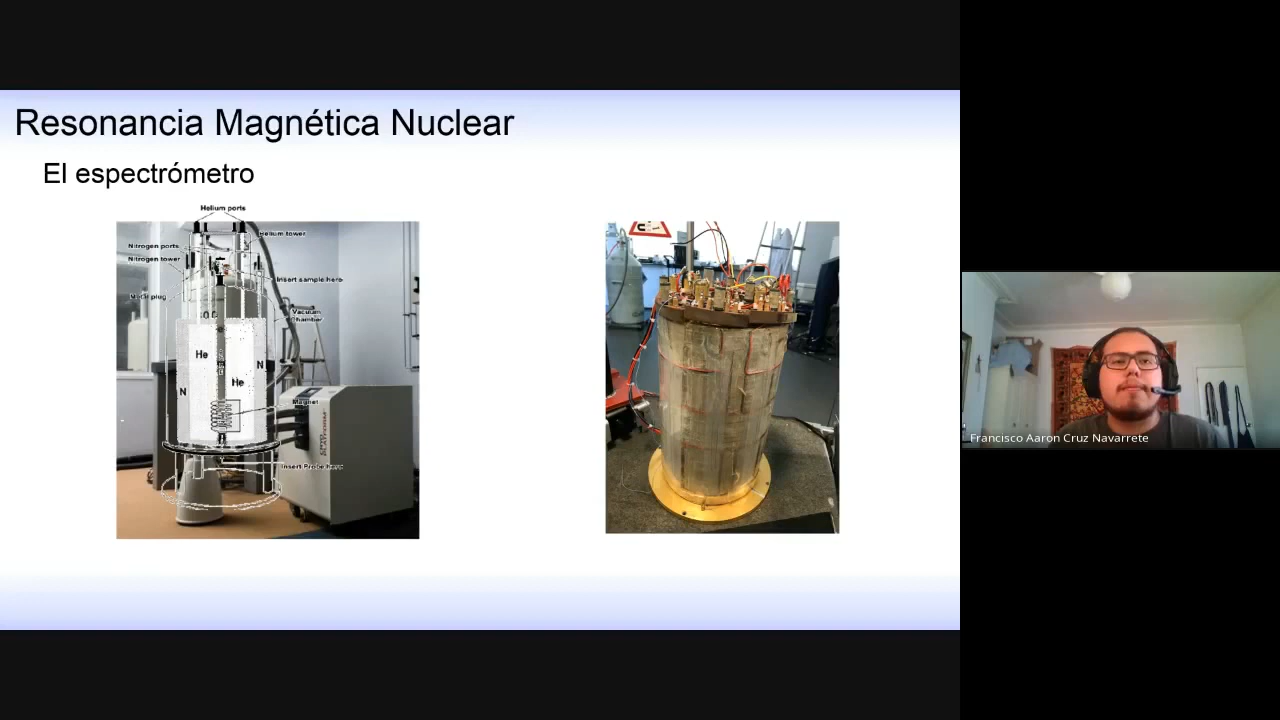 Resonancia Magnética Nuclear
El espectrómetro
Helium ports
Helium tower
Nitrogen ports
Nitrogen tower
Insert sample here
Metal plug
Vacuum
Chamber
He
N
He
N
Magnet
Insert Probe here
Francisco Aaron Cruz Navarrete